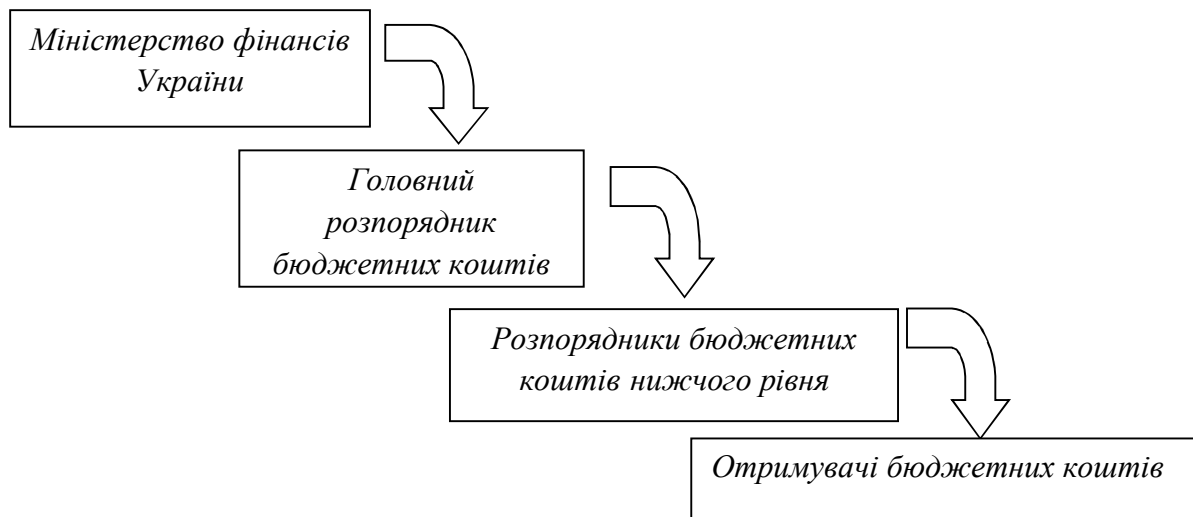 Міністерство фінансів
України
Головний
розпорядник
бюджетних коштів
Розпорядники бюджетних
коштів нижчого рівня
Отримувачі бюджетних коштів